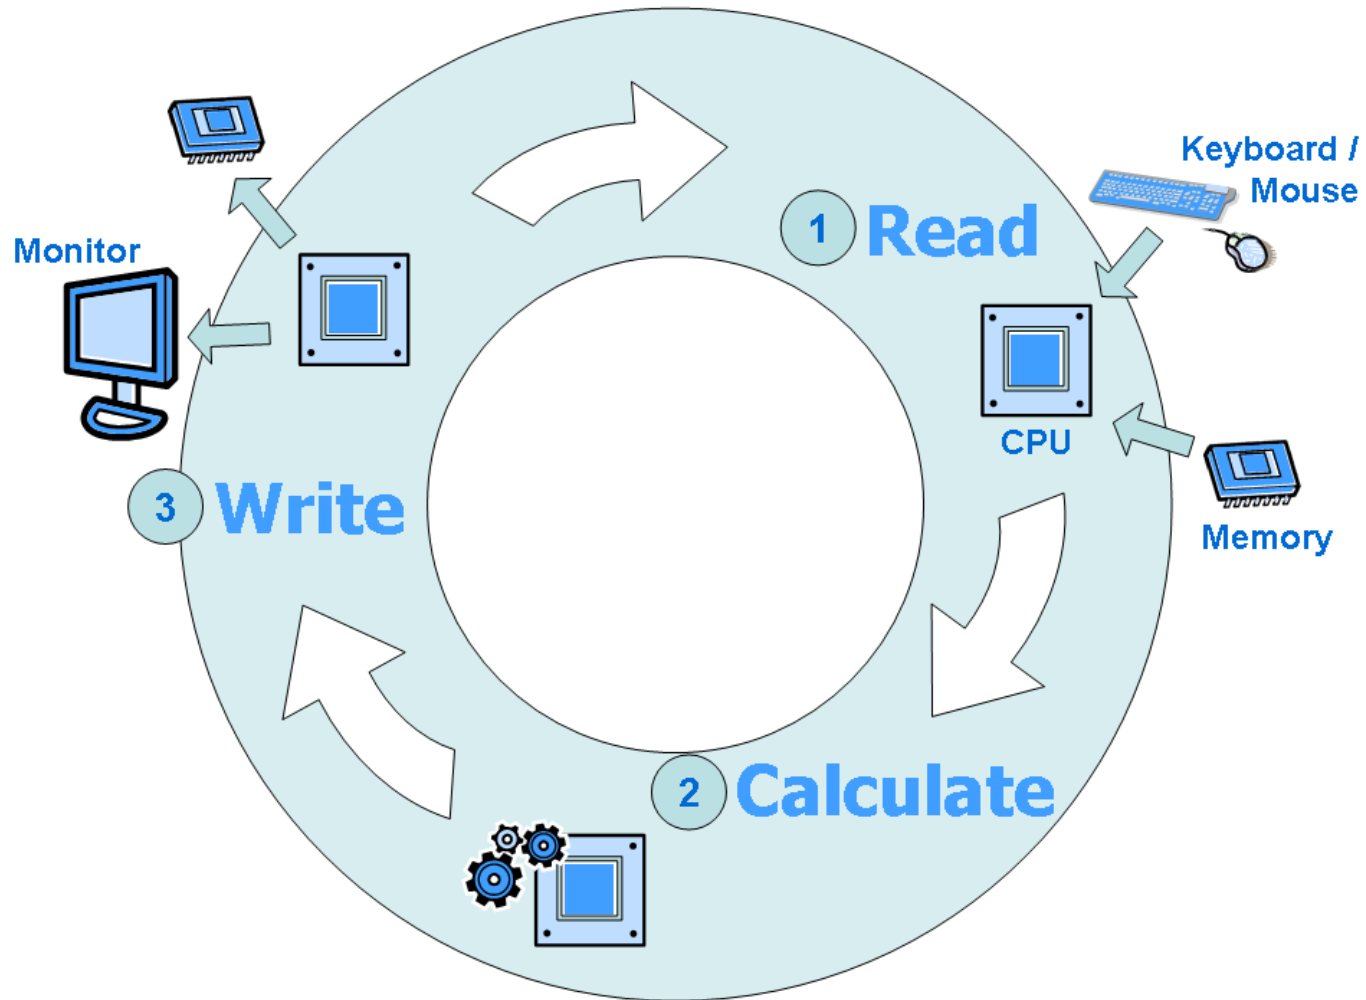 Keyboard /
Mouse
1 Read
CPU
Memory
2 Calculate
Monitor
3 Write